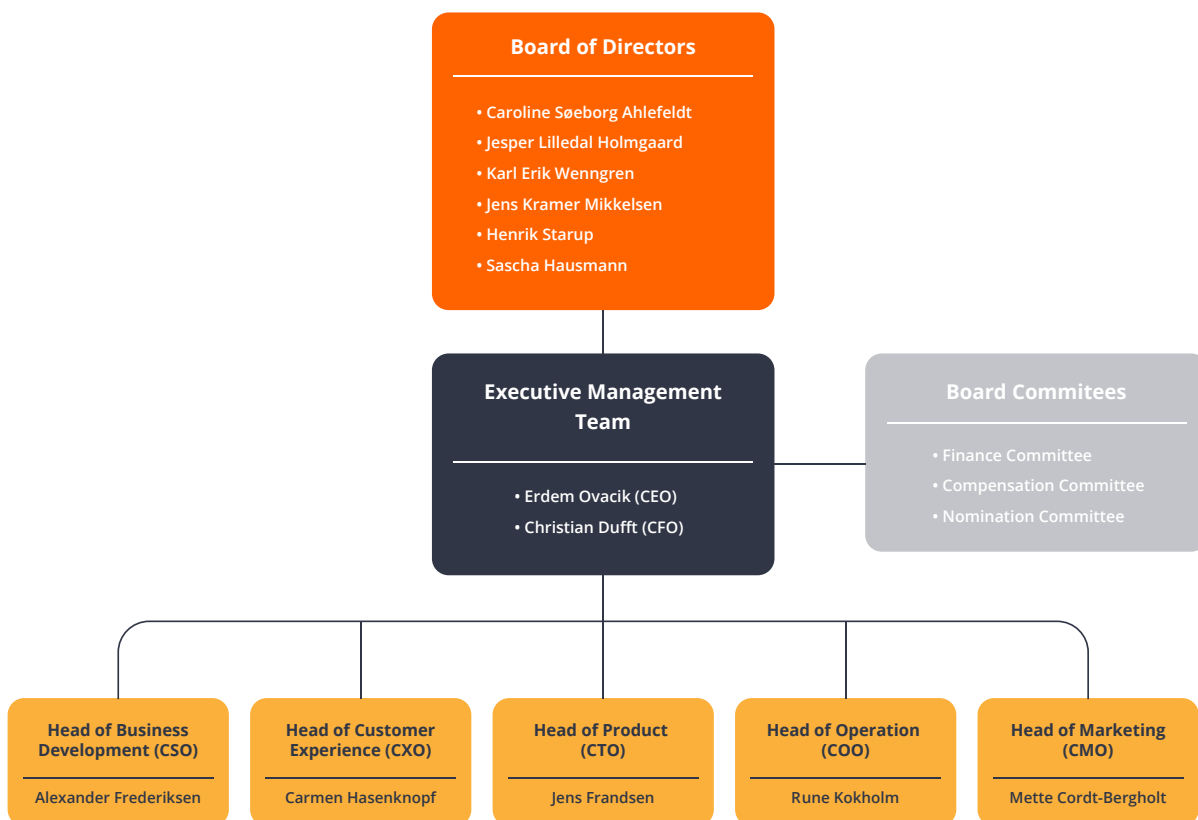 Board of Directors
• Caroline Søeborg Ahlefeldt
• Jesper Lilledal Holmgaard
• Karl Erik Wenngren
• Jens Kramer Mikkelsen
• Henrik Starup
• Sascha Hausmann
Executive Management
Team
• Erdem Ovacik (CEO)
• Christian Dufft (CFO)
Board Commitees
• Finance Committee
• Compensation Committee
• Nomination Committee
Head of Business
Development (CSO)
Alexander Frederiksen
Head of Customer
Experience (CXO)
Carmen Hasenknopf
Head of Product
(CTO)
Jens Frandsen
Head of Operation
(COO)
Rune Kokholm
Head of Marketing
(CMO)
Mette Cordt-Bergholt